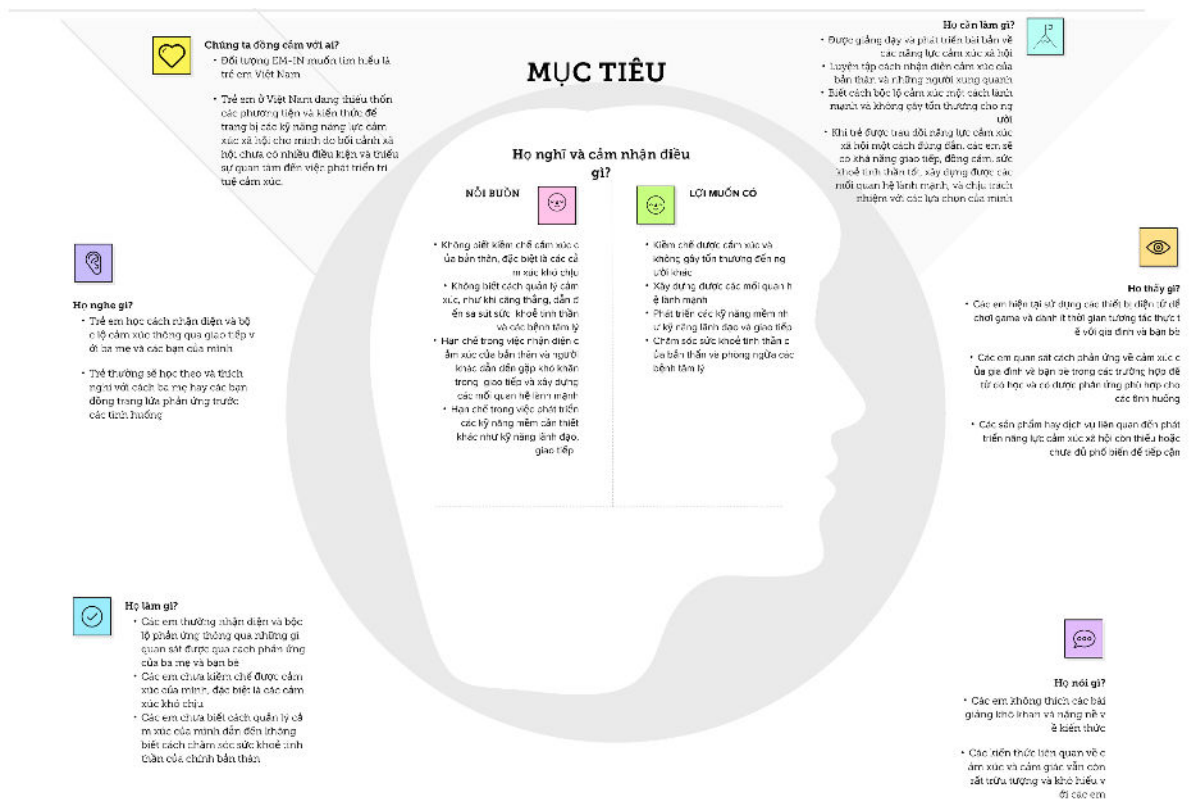 Chúng ta đồng cảm với ai?
• Đối tượng EM-IN muốn tìm hiểu là
trẻ em Việt Nam
• Trẻ em ở Việt Nam đang thiếu thốn
các phương tiện và kiến thức để
trang bị các kỹ năng năng lực cảm
xúc xã hội cho mình do bối cảnh xã
hội chưa có nhiều điều kiện và thiếu
sự quan tâm đến việc phát triển trí
tuệ cảm xúc.
MỤC TIÊU
Họ cần làm gì?
• Được giảng dạy và phát triển bài bản về
các năng lực cảm xúc xã hội
• Luyện tập cách nhận diện cảm xúc của
bản thân và những người xung quanh
• Biết cách bộc lộ cảm xúc một cách lành
mạnh và không gây tổn thương cho ng
ười
• Khi trẻ được trau dồi năng lực cảm xúc
xã hội một cách đúng đắn, các em sẽ
có khả năng giao tiếp, đồng cảm, sức
khoẻ tinh thần tốt, xây dựng được các
mối quan hệ lành mạnh, và chịu trách
nhiệm với các lựa chọn của mình
Họ nghĩ và cảm nhận điều
gì?
NỖI BUỒN
• Không biết kiềm chế cảm xúc c
ủa bản thân, đặc biệt là các cả
m xúc khó chịu
• Không biết cách quản lý cảm
xúc, như khi căng thẳng, dẫn đ
ến sa sút sức khoẻ tinh thần
và các bệnh tâm lý
• Hạn chế trong việc nhận diện c
ảm xúc của bản thân và người
khác dẫn đến gặp khó khăn
trong giao tiếp và xây dựng
các mối quan hệ lành mạnh
• Hạn chế trong việc phát triển
các kỹ năng mềm cần thiết
khác như kỹ năng lãnh đạo,
giao tiếp
LỢI MUỐN CÓ
• Kiềm chế được cảm xúc và
không gây tổn thương đến ng
ười khác
• Xây dựng được các mối quan h
ệ lành mạnh
• Phát triển các kỹ năng mềm nh
ư kỹ năng lãnh đạo và giao tiếp
• Chăm sóc sức khoẻ tinh thần c
ủa bản thân và phòng ngừa các
bệnh tâm lý
Họ nghe gì?
• Trẻ em học cách nhận diện và bộ
c lộ cảm xúc thông qua giao tiếp v
ới ba mẹ và các bạn của mình
• Trẻ thường sẽ học theo và thích
nghi với cách ba mẹ hay các bạn
đồng trang lứa phản ứng trước
các tình huống
Họ thấy gì?
• Các em hiện tại sử dụng các thiết bị điện tử để
chơi game và dành ít thời gian tương tác thực t
ế với gia đình và bạn bè
• Các em quan sát cách phản ứng về cảm xúc c
ủa gia đình và bạn bè trong các trường hợp để
từ đó học và có được phản ứng phù hợp cho
các tình huống
• Các sản phẩm hay dịch vụ liên quan đến phát
triển năng lực cảm xúc xã hội còn thiếu hoặc
chưa đủ phổ biến để tiếp cận
Họ làm gì?
• Các em thường nhận diện và bộc
lộ phản ứng thông qua những gì
quan sát được qua cách phản ứng
của ba mẹ và bạn bè
• Các em chưa kiềm chế được cảm
xúc của mình, đặc biệt là các cảm
xúc khó chịu
• Các em chưa biết cách quản lý cả
m xúc của mình dẫn đến không
biết cách chăm sóc sức khoẻ tinh
thần của chính bản thân
Họ nói gì?
• Các em không thích các bài
giảng khô khan và nặng nề v
ề kiến thức
• Các kiến thức liên quan về c
ảm xúc và cảm giác vẫn còn
rất trừu tượng và khó hiểu v
ới các em